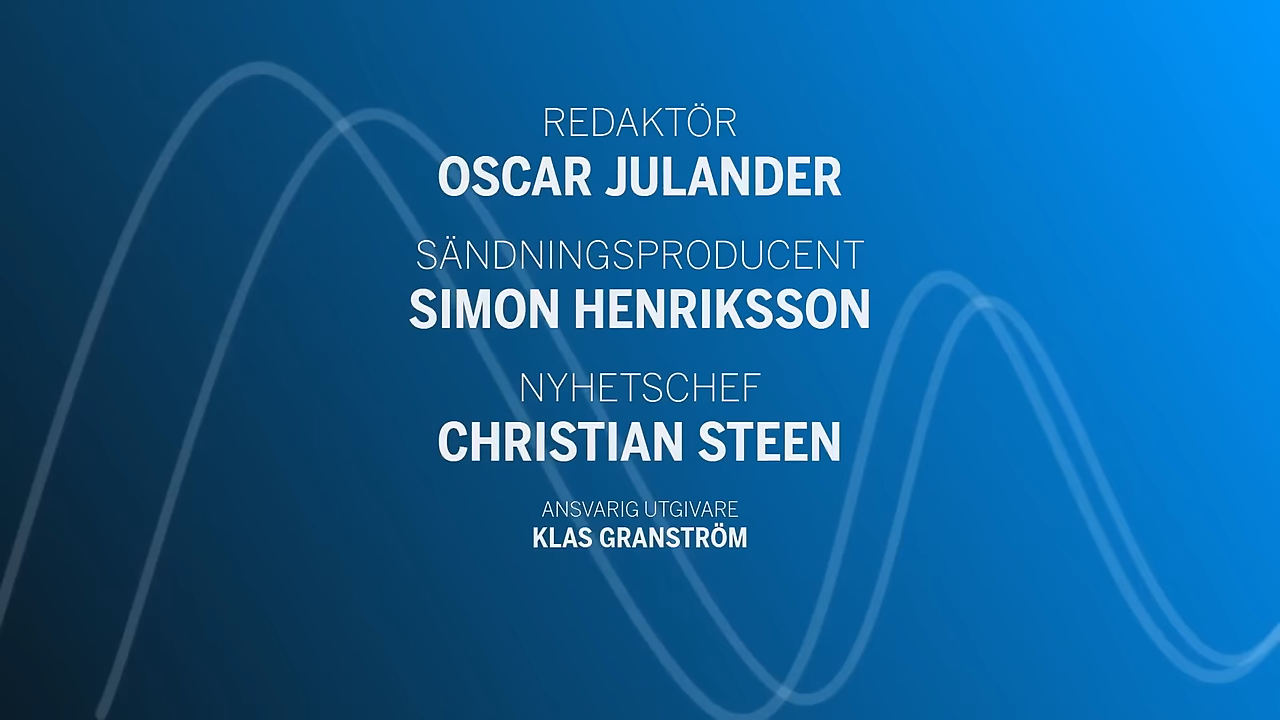 REDAKTÖR
OSCAR JULANDER
SÄNDNINGSPRODUCENT
SIMON HENRIKSSON
NYHETSCHEF
CHRISTIAN STEEN
ANSVARIG UTGIVARE
KLAS GRANSTRÖM